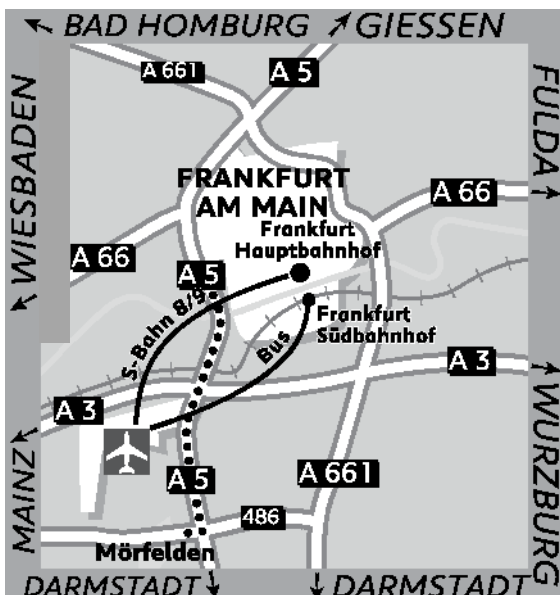 BAD HOMBURG
GIESSEN
A 661
A 5
FULDA
WIESBADEN
FRANKFURT
AM MAIN
A 66
Frankfurt
Hauptbahnhof
A 66
A 5
S-Bahn 8/9
Frankfurt
Südbahnhof
Bus
A 3
A 3
WURZBURG
MAINZ
A 5
A 661
486
Mörfelden
DARMSTADT
DARMSTADT